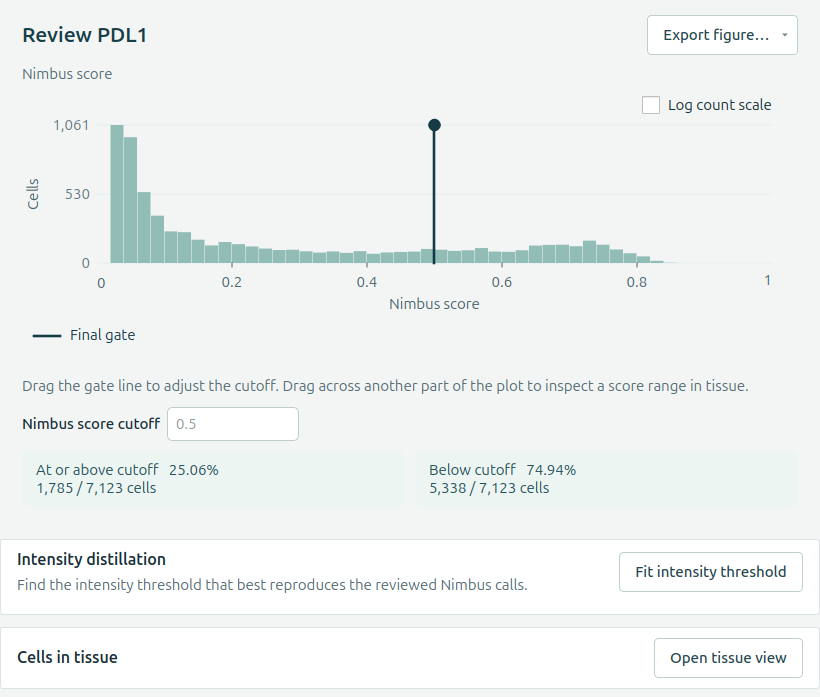 Review PDL1
Export figure...
Nimbus score
Log count scale
1,061
530
0
Cells
0 0.2 0.4 0.6 0.8 1
Nimbus score
Final gate
Drag the gate line to adjust the cutoff. Drag across another part of the plot to inspect a score range in tissue.
Nimbus score cutoff 0.5
At or above cutoff 25.06%
1,785 / 7,123 cells
Below cutoff 74.94%
5,338 / 7,123 cells
Intensity distillation
Find the intensity threshold that best reproduces the reviewed Nimbus calls.
Fit intensity threshold
Cells in tissue
Open tissue view